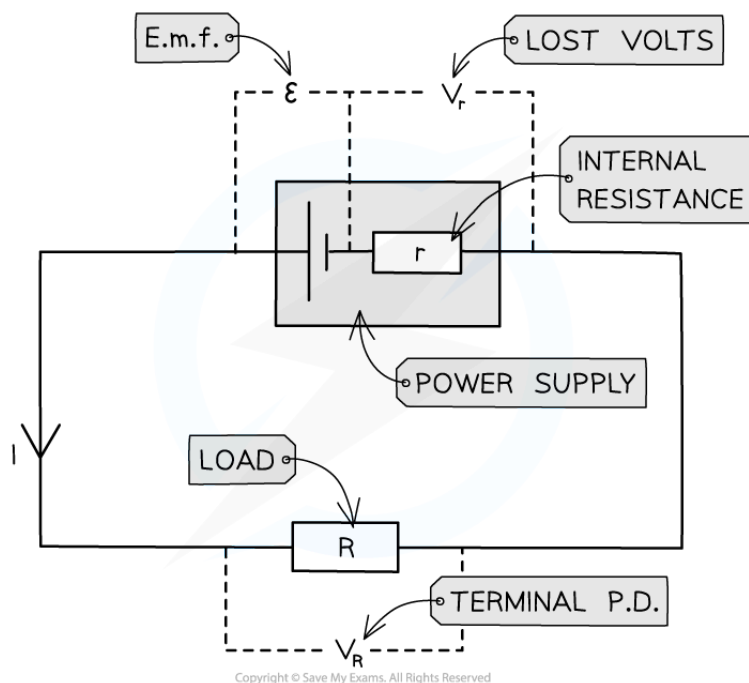 E.m.f.
LOST VOLTS
ε
Vr
INTERNAL
RESISTANCE
r
POWER SUPPLY
I
LOAD
R
TERMINAL P.D.
VR
Copyright © Save My Exams. All Rights Reserved